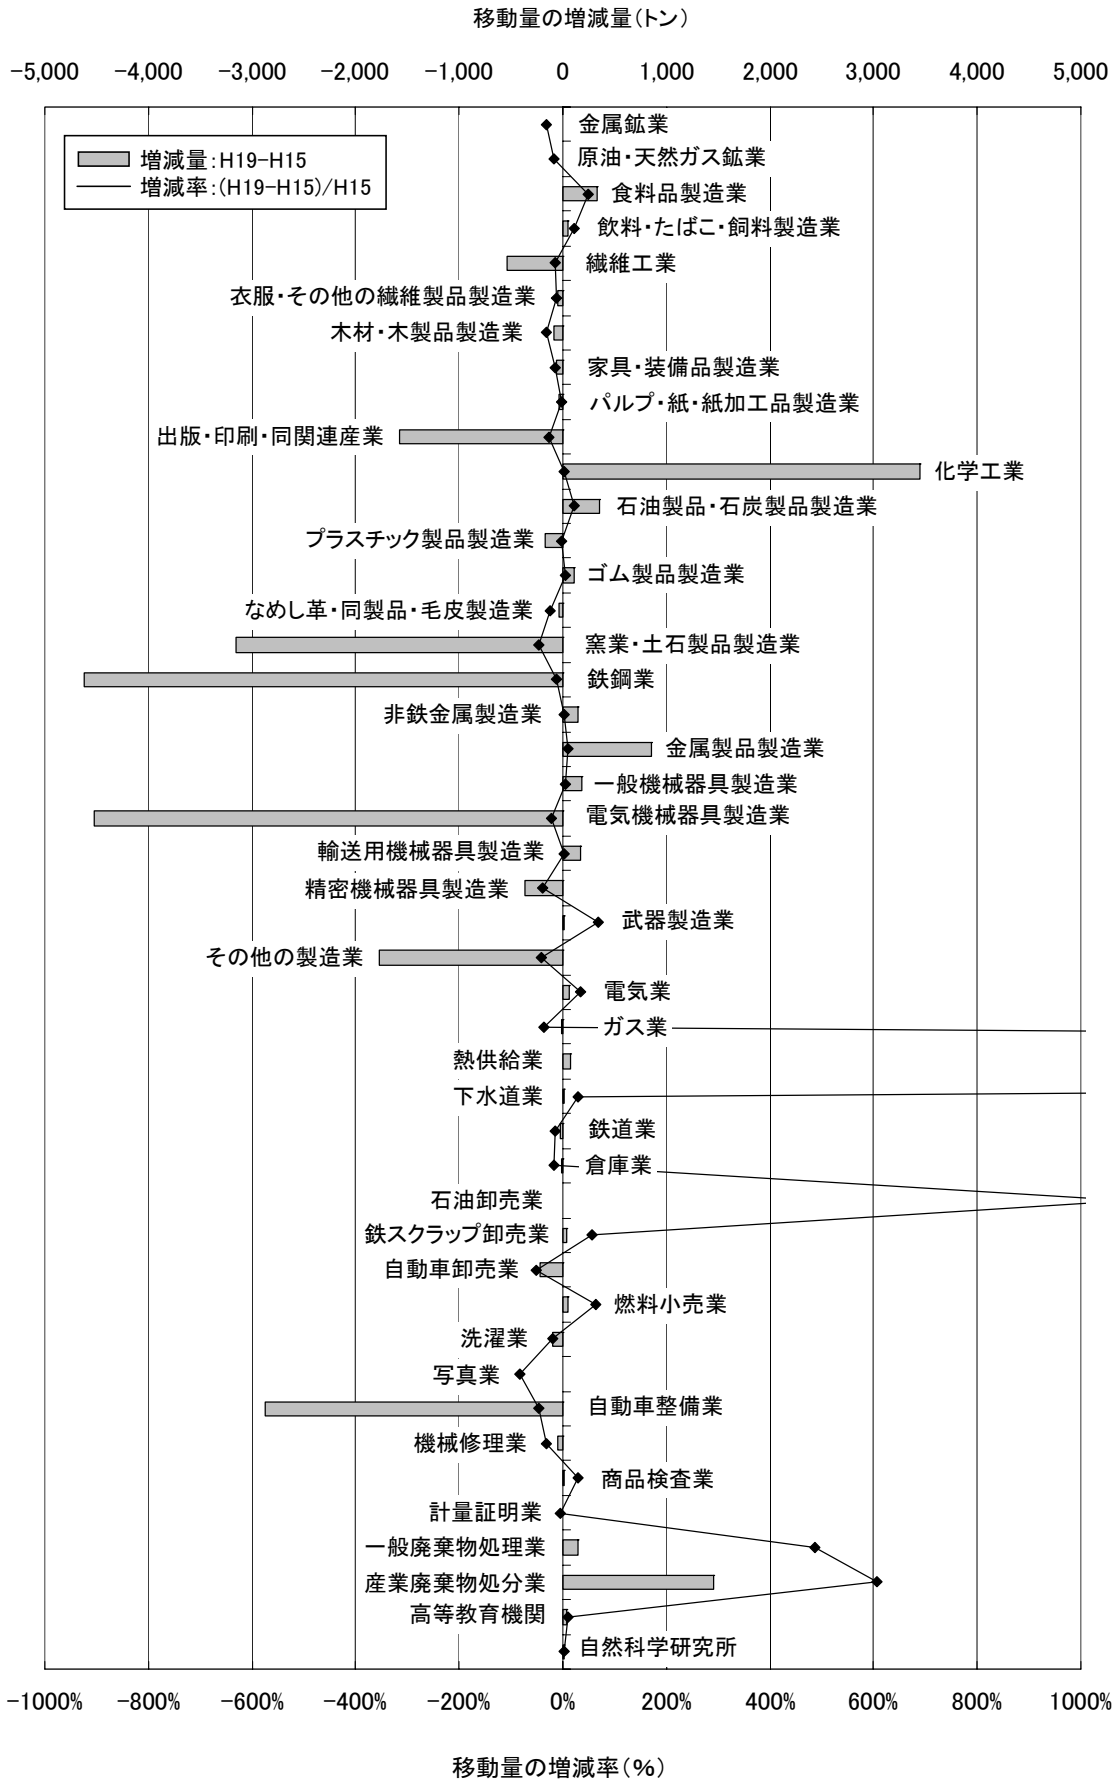 移動量の増減量(トン)
-5,000 -4,000 -3,000 -2,000 -1,000 0 1,000 2,000 3,000 4,000 5,000
増減量:H19-H15
増減率:(H19-H15)/H15
金属鉱業
原油・天然ガス鉱業
食料品製造業
飲料・たばこ・飼料製造業
繊維工業
衣服・その他の繊維製品製造業
木材・木製品製造業
家具・装備品製造業
パルプ・紙・紙加工品製造業
出版・印刷・同関連産業
化学工業
石油製品・石炭製品製造業
プラスチック製品製造業
ゴム製品製造業
なめし革・同製品・毛皮製造業
窯業・土石製品製造業
鉄鋼業
非鉄金属製造業
金属製品製造業
一般機械器具製造業
電気機械器具製造業
輸送用機械器具製造業
精密機械器具製造業
武器製造業
その他の製造業
電気業
ガス業
熱供給業
下水道業
鉄道業
倉庫業
石油卸売業
鉄スクラップ卸売業
自動車卸売業
燃料小売業
洗濯業
写真業
自動車整備業
機械修理業
商品検査業
計量証明業
一般廃棄物処理業
産業廃棄物処分業
高等教育機関
自然科学研究所
-1000% -800% -600% -400% -200% 0% 200% 400% 600% 800% 1000%
移動量の増減率(%)